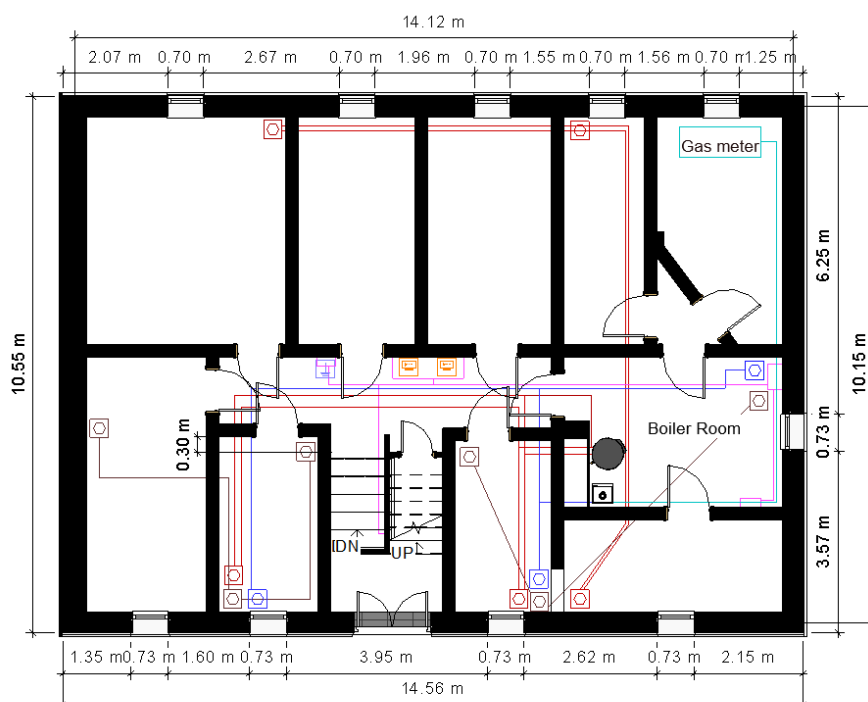 14.12 m
2.07 m 0.70 m 2.67 m 0.70 m 1.96 m 0.70 m 1.55 m 0.70 m 1.56 m 0.70 m 1.25 m
Gas meter
6.25 m
10.55 m
10.15 m
0.73 m
Boiler Room
0.30 m
3.57 m
DN
UP
1.35 m 0.73 m 1.60 m 0.73 m 3.95 m 0.73 m 2.62 m 0.73 m 2.15 m
14.56 m